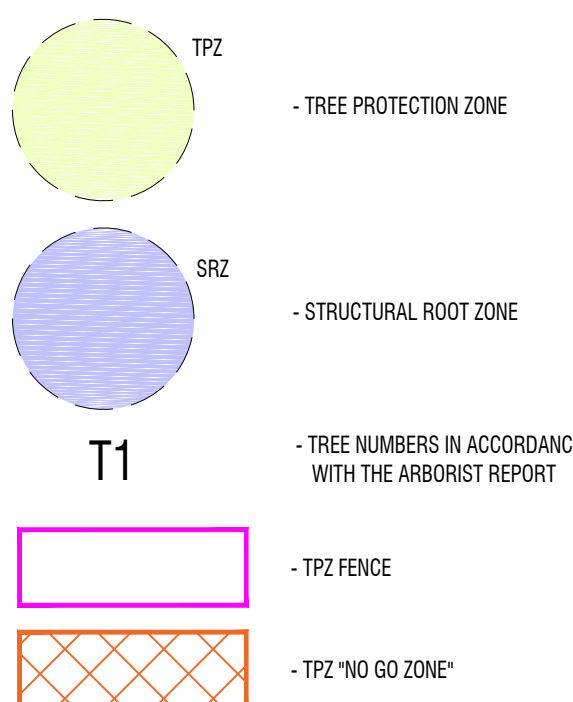 TPZ
- TREE PROTECTION ZONE
SRZ
- STRUCTURAL ROOT ZONE
T1
- TREE NUMBERS IN ACCORDANC
WITH THE ARBORIST REPORT
- TPZ FENCE
- TPZ "NO GO ZONE"